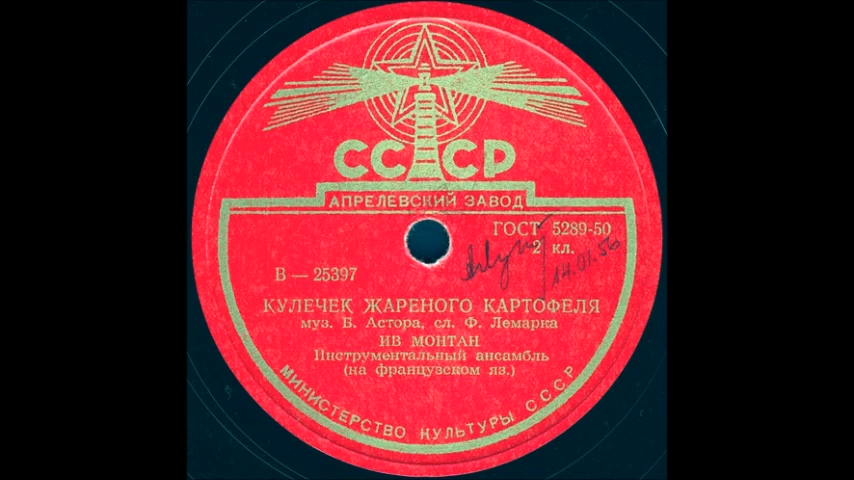 СССР
АПРЕЛЕВСКИЙ ЗАВОД
ГОСТ 5289-50
2 кл.
14.01.56
В — 25397
КУЛЕЧЕК ЖАРЕНОГО КАРТОФЕЛЯ
муз. Б. Астора, сл. Ф. Лемарка
ИВ МОНТАН
Инструментальный ансамбль
(на французском яз.)
МИНИСТЕРСТВО КУЛЬТУРЫ СССР